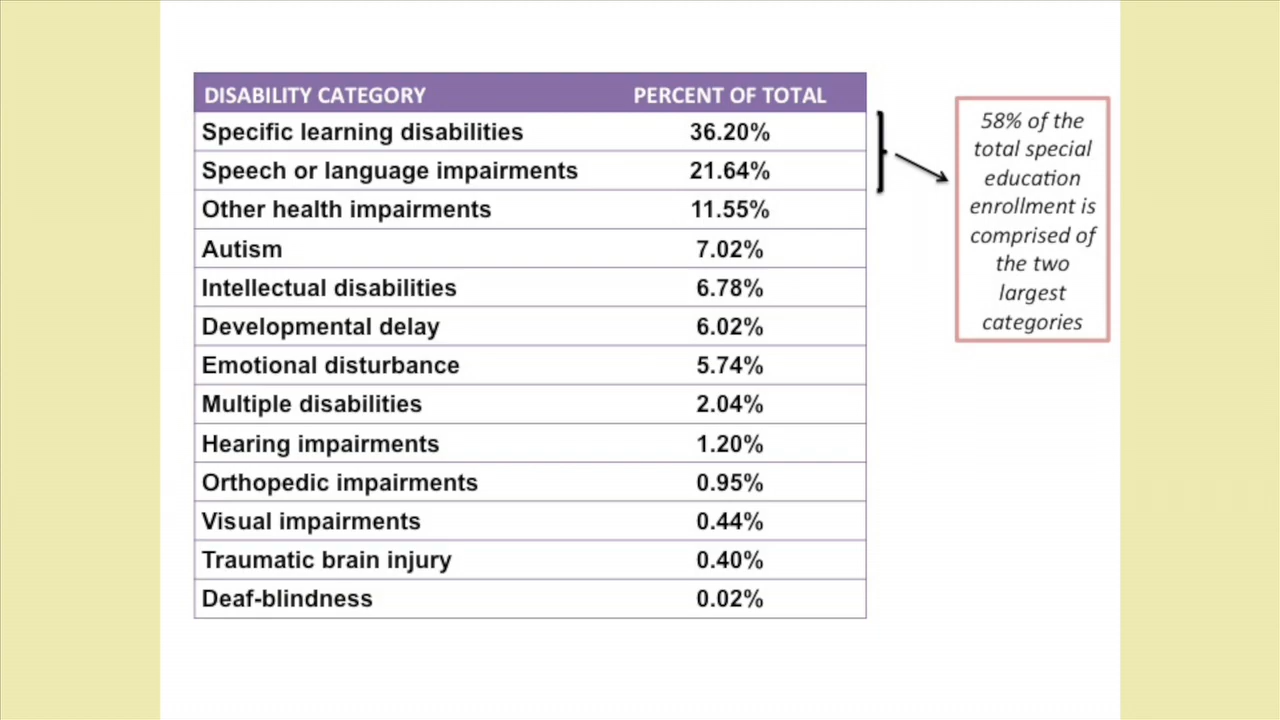 DISABILITY CATEGORY PERCENT OF TOTAL
Specific learning disabilities 36.20%
Speech or language impairments 21.64%
Other health impairments 11.55%
Autism 7.02%
Intellectual disabilities 6.78%
Developmental delay 6.02%
Emotional disturbance 5.74%
Multiple disabilities 2.04%
Hearing impairments 1.20%
Orthopedic impairments 0.95%
Visual impairments 0.44%
Traumatic brain injury 0.40%
Deaf-blindness 0.02%
58% of the
total special
education
enrollment is
comprised of
the two
largest
categories